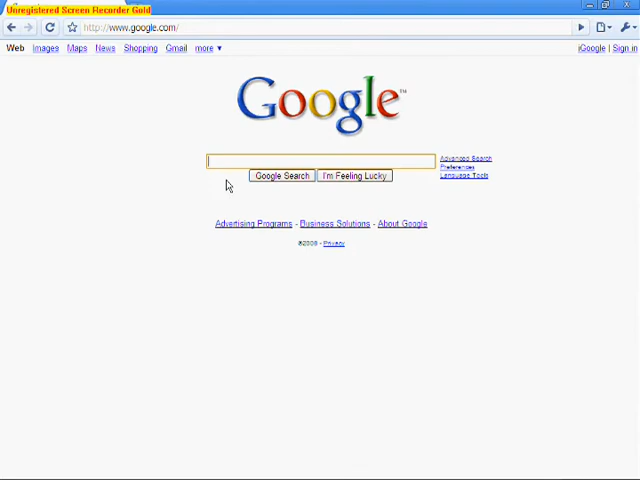 Unregistered Screen Recorder Gold
http://www.google.com/
Web Images Maps News Shopping Gmail more ▼ iGoogle | Sign in
Google™
Advanced Search
Preferences
Language Tools
Google Search I'm Feeling Lucky
Advertising Programs - Business Solutions - About Google
©2008 - Privacy